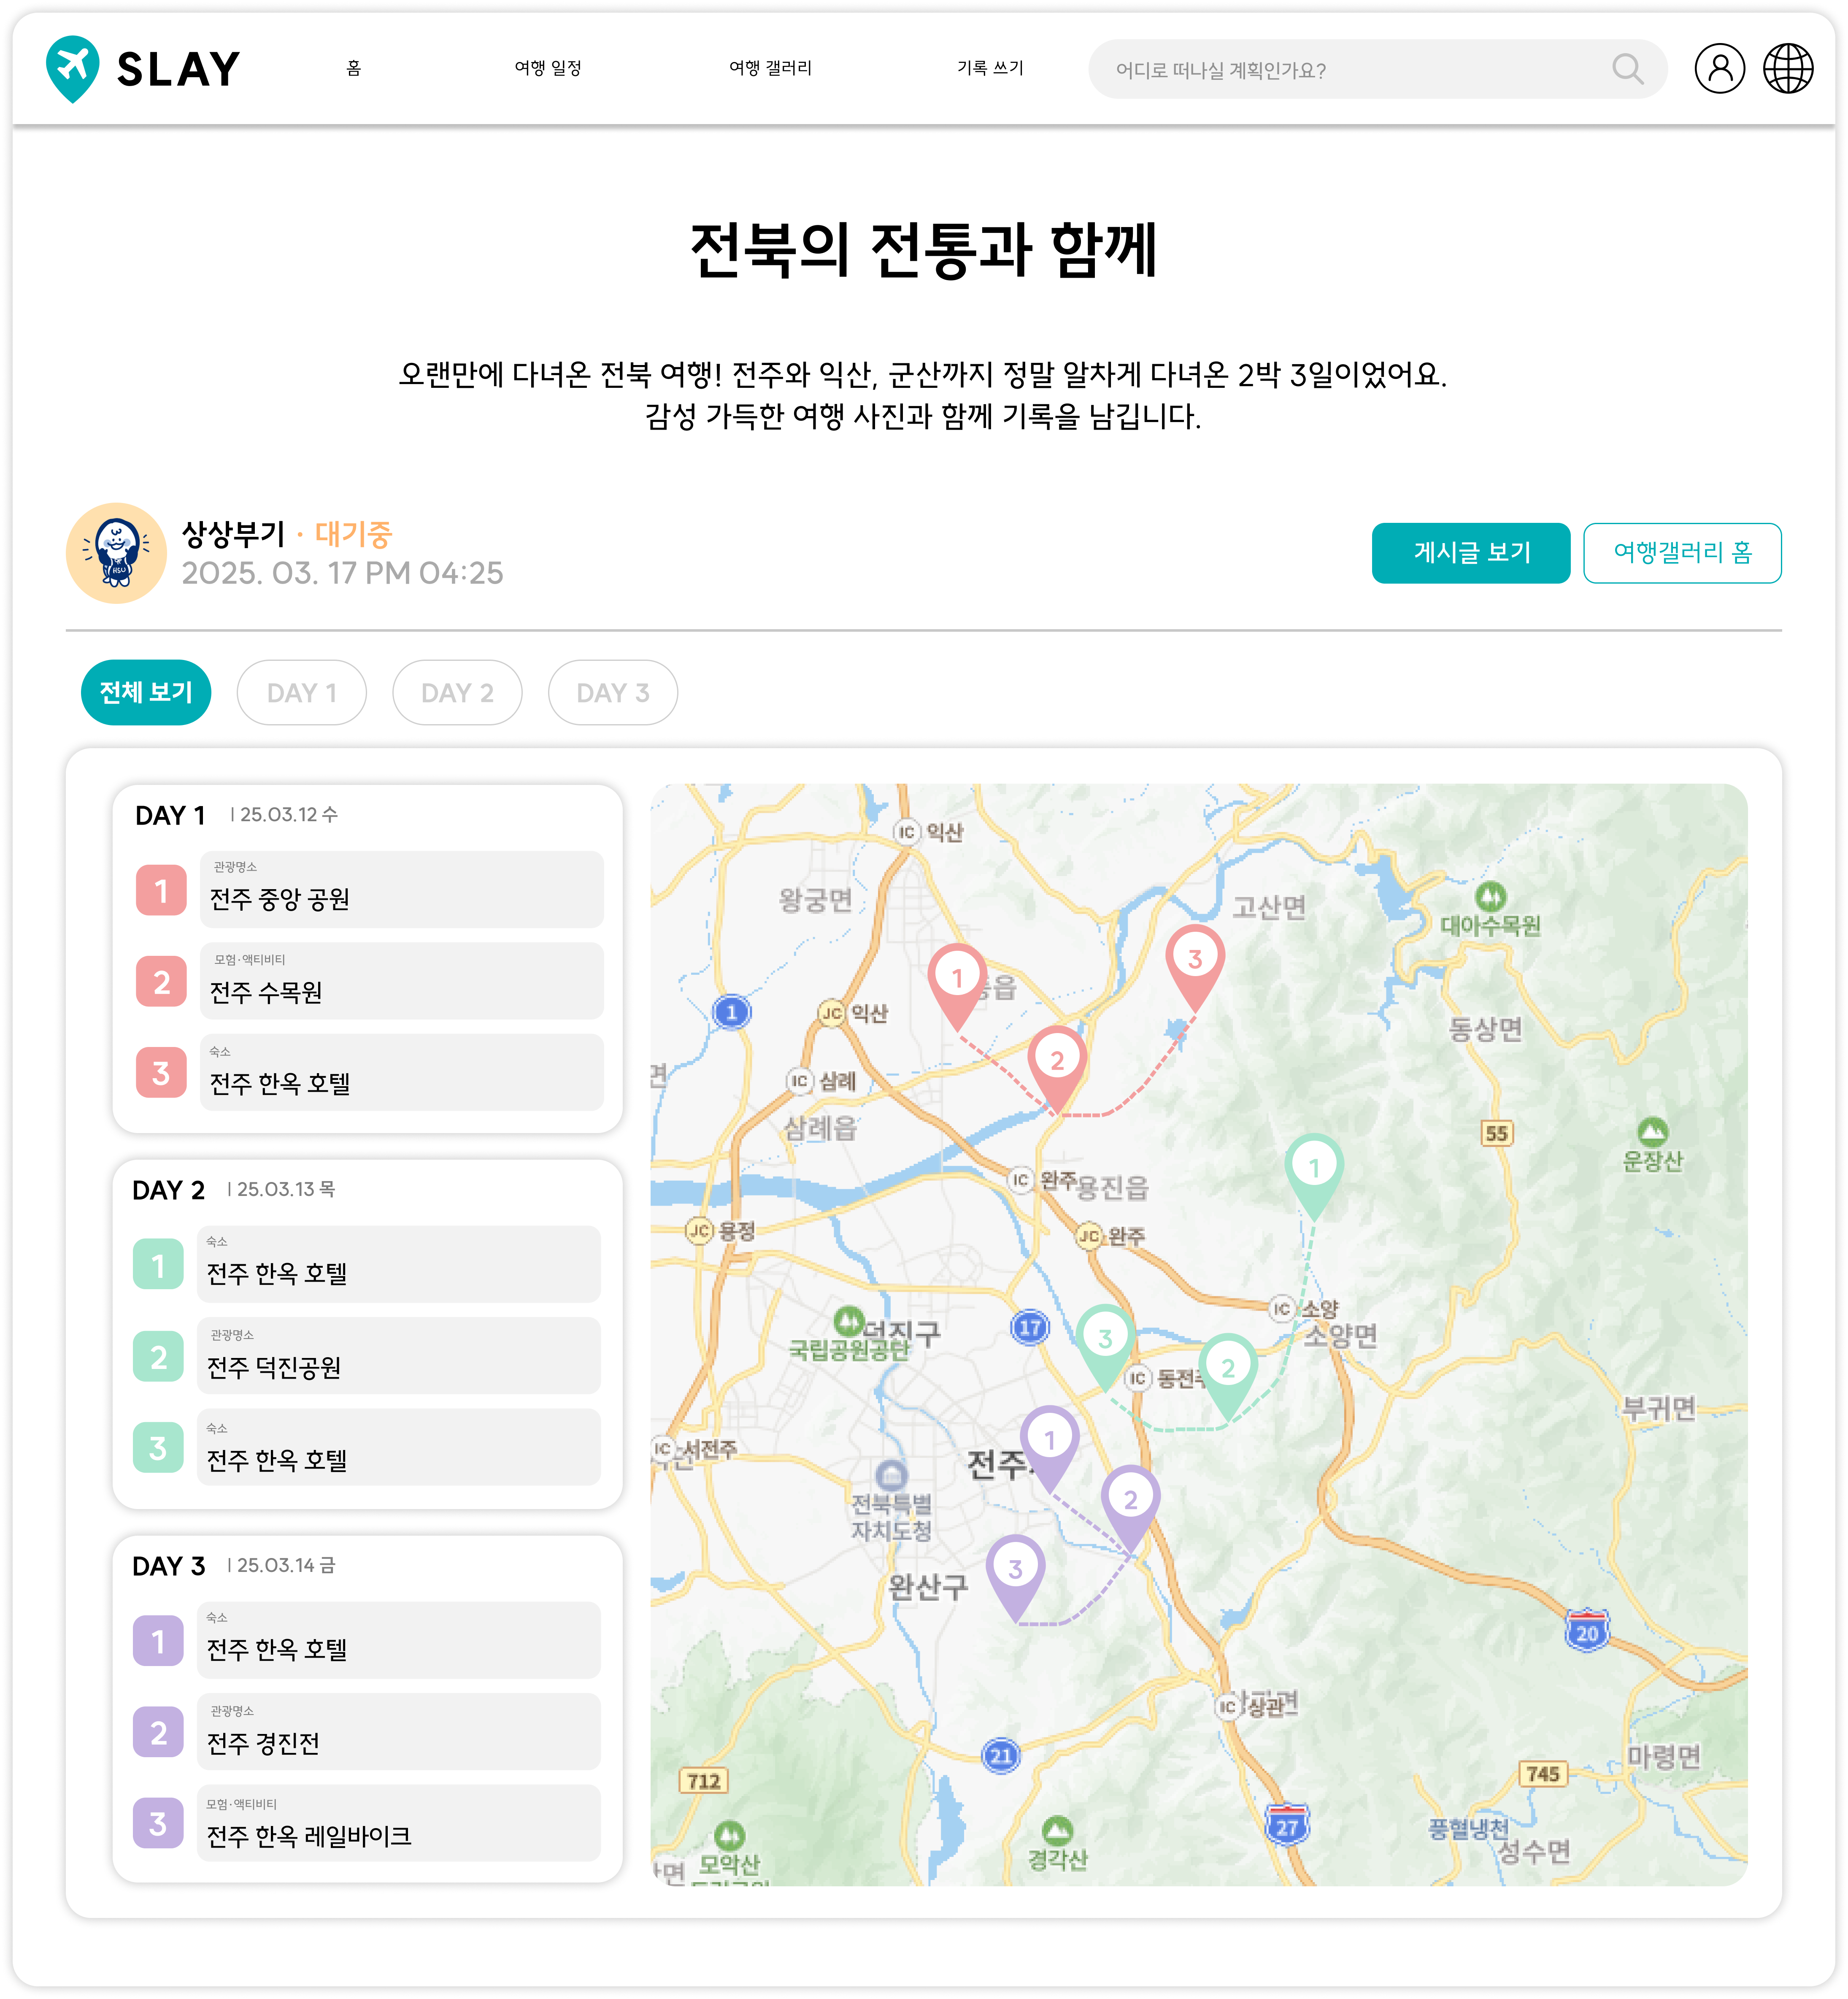 SLAY
홈
여행 일정
여행 갤러리
기록 쓰기
어디로 떠나실 계획인가요?
전북의 전통과 함께
오랜만에 다녀온 전북 여행! 전주와 익산, 군산까지 정말 알차게 다녀온 2박 3일이었어요.
감성 가득한 여행 사진과 함께 기록을 남깁니다.
HSU
상상부기 · 대기중
2025. 03. 17 PM 04:25
게시글 보기
여행갤러리 홈
전체 보기
DAY 1
DAY 2
DAY 3
DAY 1 | 25.03.12 수
1
관광명소
전주 중앙 공원
2
모험·액티비티
전주 수목원
3
숙소
전주 한옥 호텔
DAY 2 | 25.03.13 목
1
숙소
전주 한옥 호텔
2
관광명소
전주 덕진공원
3
숙소
전주 한옥 호텔
DAY 3 | 25.03.14 금
1
숙소
전주 한옥 호텔
2
관광명소
전주 경진전
3
모험·액티비티
전주 한옥 레일바이크
IC 익산
왕궁면
고산면
대아수목원
1
3
읍
1
JC 익산
동상면
2
면
IC 삼례
삼례읍
55
운장산
1
IC 완주
용진읍
JC 용정
JC 완주
IC 소양
소양면
17
3
덕진구
국립공원공단
2
IC 동전주
부귀면
1
IC 서전주
전주
2
전북특별
자치도청
3
완산구
20
IC 상관
21
마령면
712
745
27
풍혈냉천
성수면
모악산
경각산
면